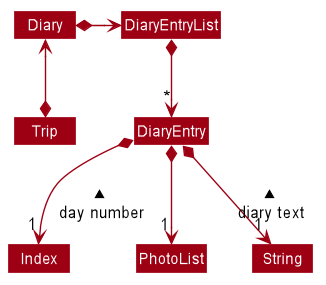 Diary
DiaryEntryList
*
Trip
DiaryEntry
day number
diary text
1
1
1
Index
PhotoList
String